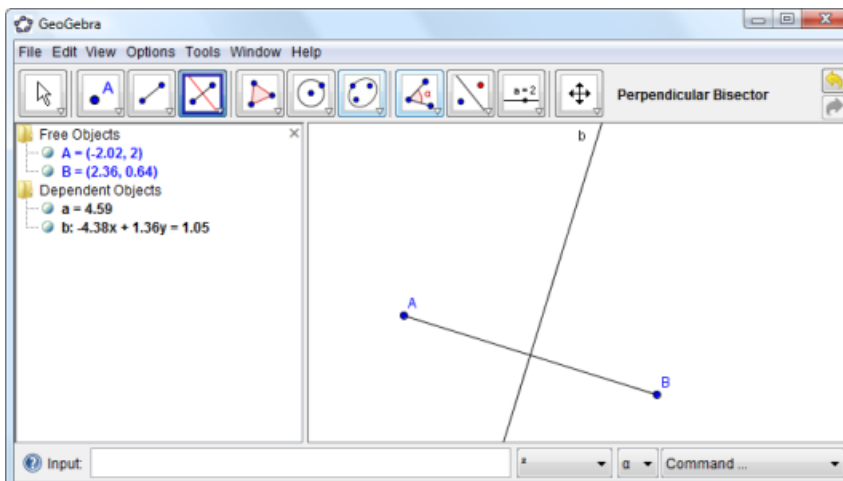 GeoGebra
File Edit View Options Tools Window Help
A
α
a = 2
Perpendicular Bisector
Free Objects
A = (-2.02, 2)
B = (2.36, 0.64)
Dependent Objects
a = 4.59
b: -4.38x + 1.36y = 1.05
b
A
B
Input:
²
α
Command ...